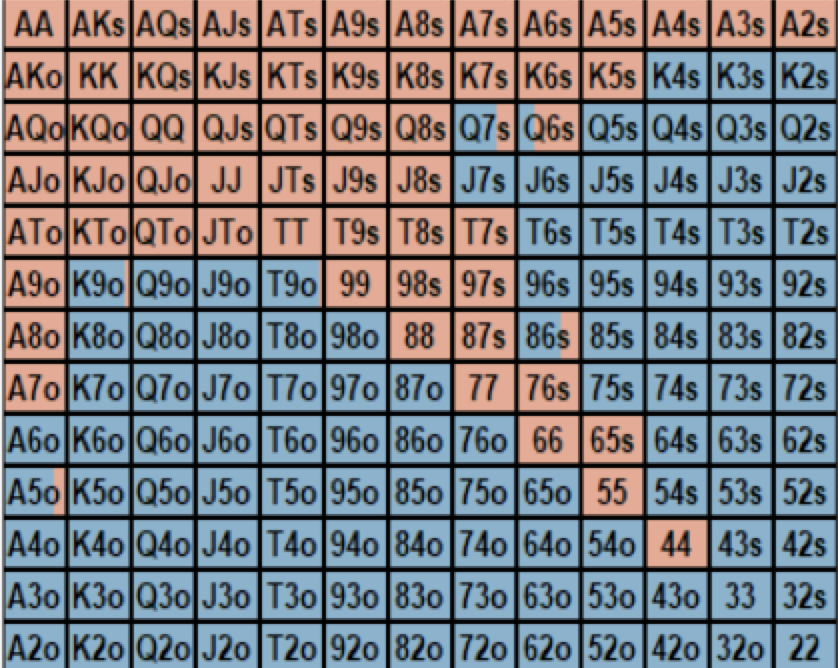 AA AKs AQs AJs ATs A9s A8s A7s A6s A5s A4s A3s A2s
AKo KK KQs KJs KTs K9s K8s K7s K6s K5s K4s K3s K2s
AQo KQo QQ QJs QTs Q9s Q8s Q7s Q6s Q5s Q4s Q3s Q2s
AJo KJo QJo JJ JTs J9s J8s J7s J6s J5s J4s J3s J2s
ATo KTo QTo JTo TT T9s T8s T7s T6s T5s T4s T3s T2s
A9o K9o Q9o J9o T9o 99 98s 97s 96s 95s 94s 93s 92s
A8o K8o Q8o J8o T8o 98o 88 87s 86s 85s 84s 83s 82s
A7o K7o Q7o J7o T7o 97o 87o 77 76s 75s 74s 73s 72s
A6o K6o Q6o J6o T6o 96o 86o 76o 66 65s 64s 63s 62s
A5o K5o Q5o J5o T5o 95o 85o 75o 65o 55 54s 53s 52s
A4o K4o Q4o J4o T4o 94o 84o 74o 64o 54o 44 43s 42s
A3o K3o Q3o J3o T3o 93o 83o 73o 63o 53o 43o 33 32s
A2o K2o Q2o J2o T2o 92o 82o 72o 62o 52o 42o 32o 22